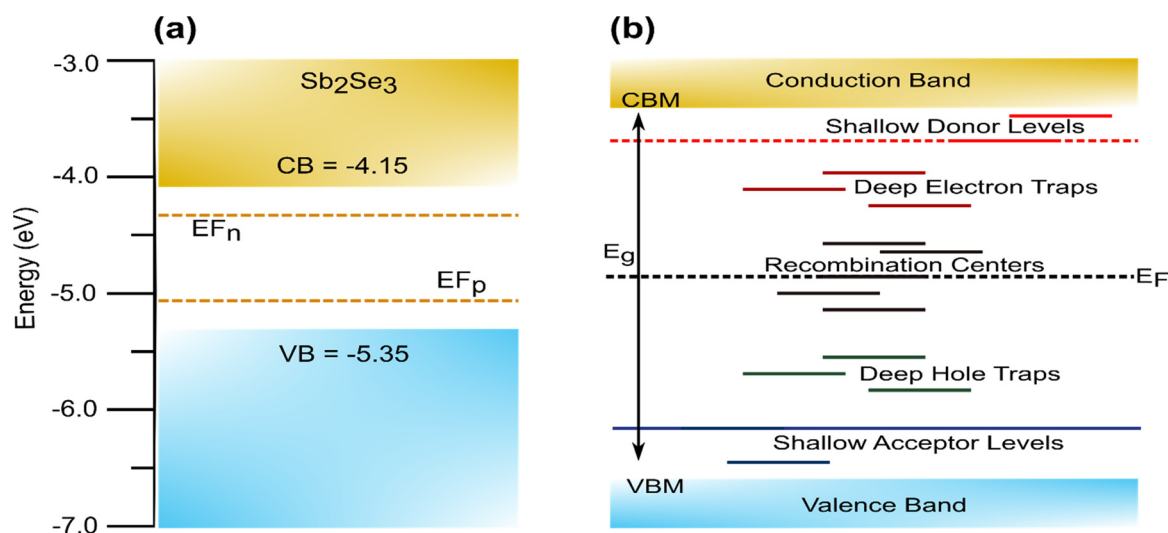 (a)
Energy (eV)
-3.0
-4.0
-5.0
-6.0
-7.0
Sb₂Se₃
CB = -4.15
EFₙ
EFₚ
VB = -5.35
(b)
Conduction Band
CBM
Shallow Donor Levels
Deep Electron Traps
E_g
Recombination Centers
E_F
Deep Hole Traps
Shallow Acceptor Levels
VBM
Valence Band